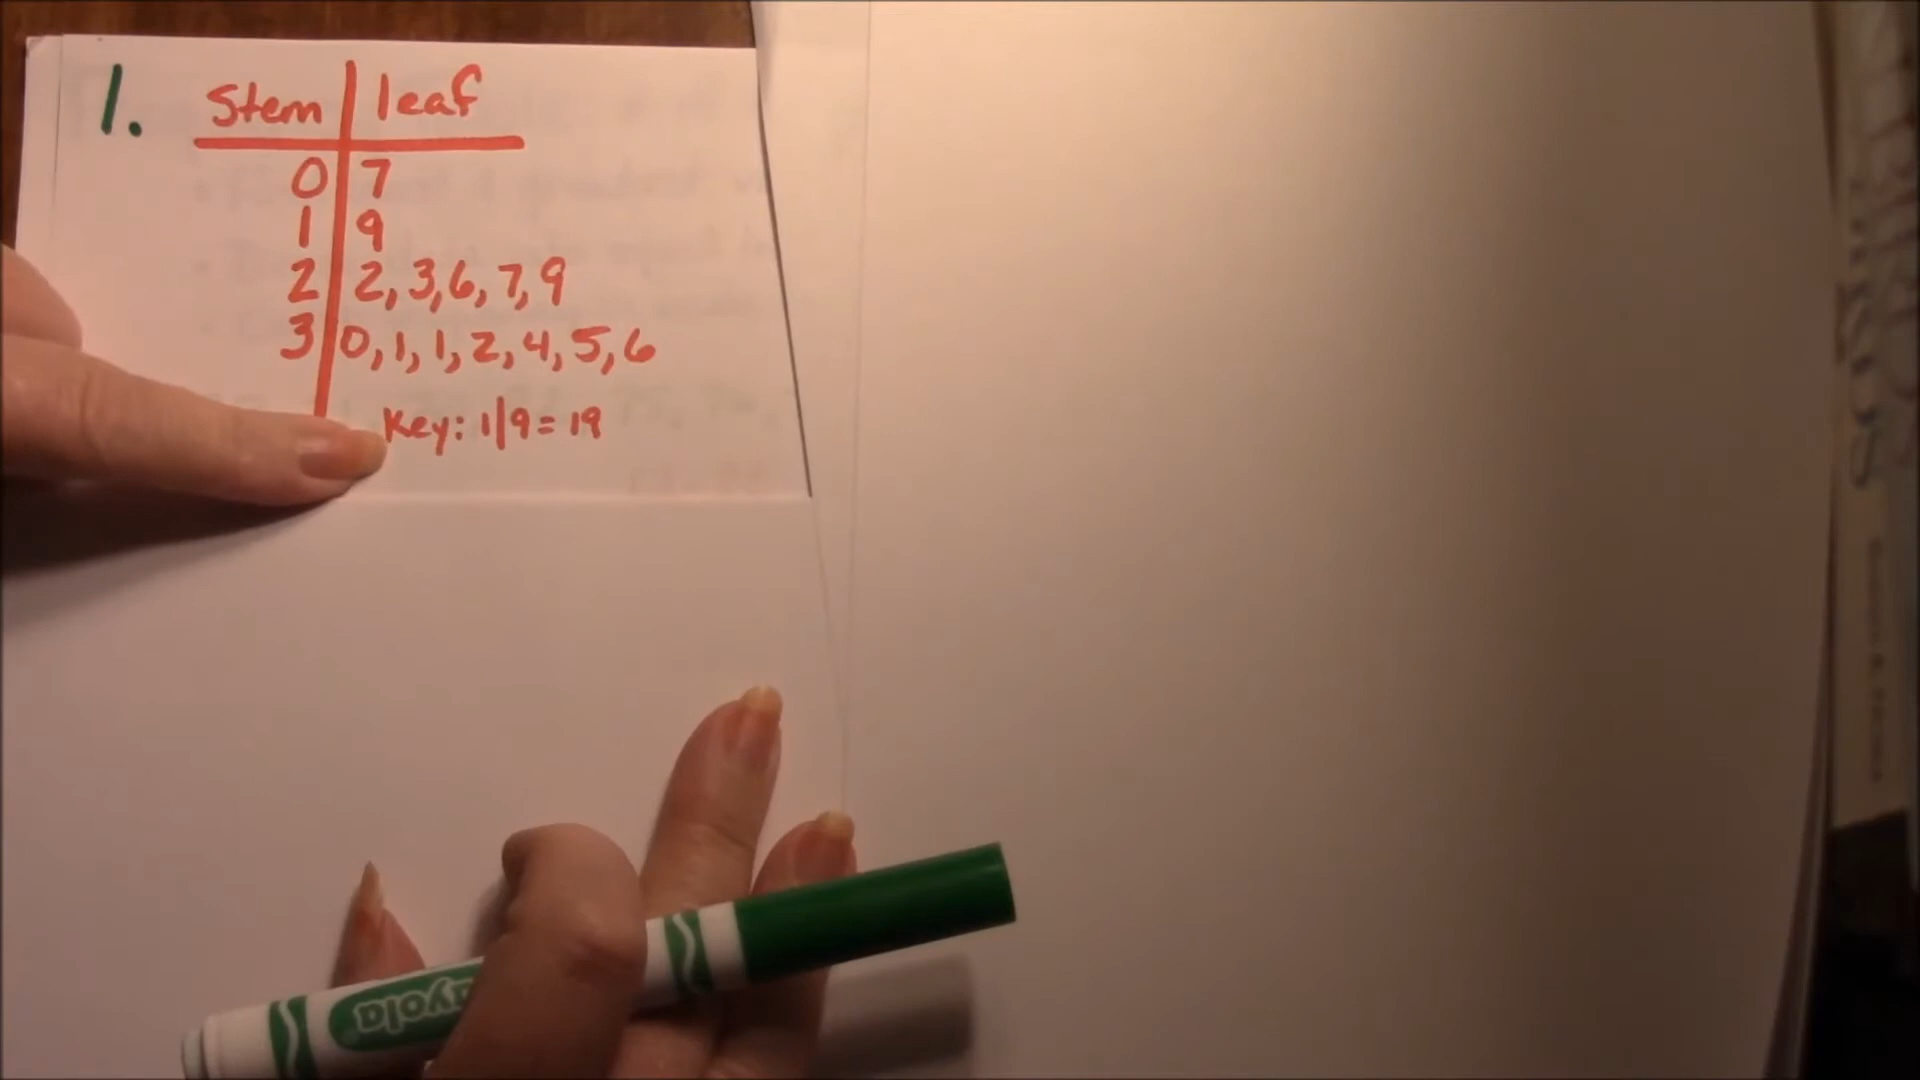 1. Stem | leaf
0 | 7
1 | 9
2 | 2, 3, 6, 7, 9
3 | 0, 1, 1, 2, 4, 5, 6
Key: 1|9 = 19